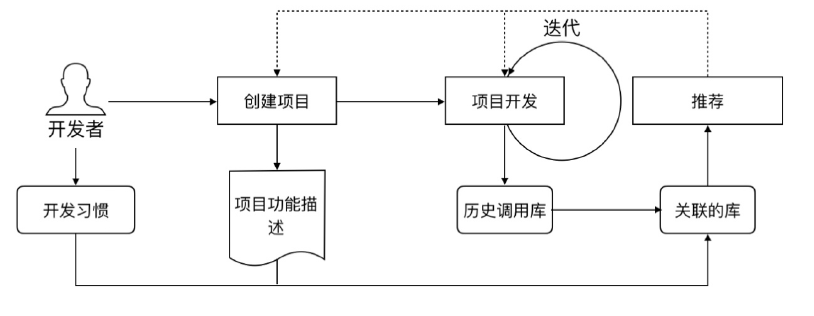 迭代
开发者
创建项目
项目开发
推荐
开发习惯
项目功能描
述
历史调用库
关联的库